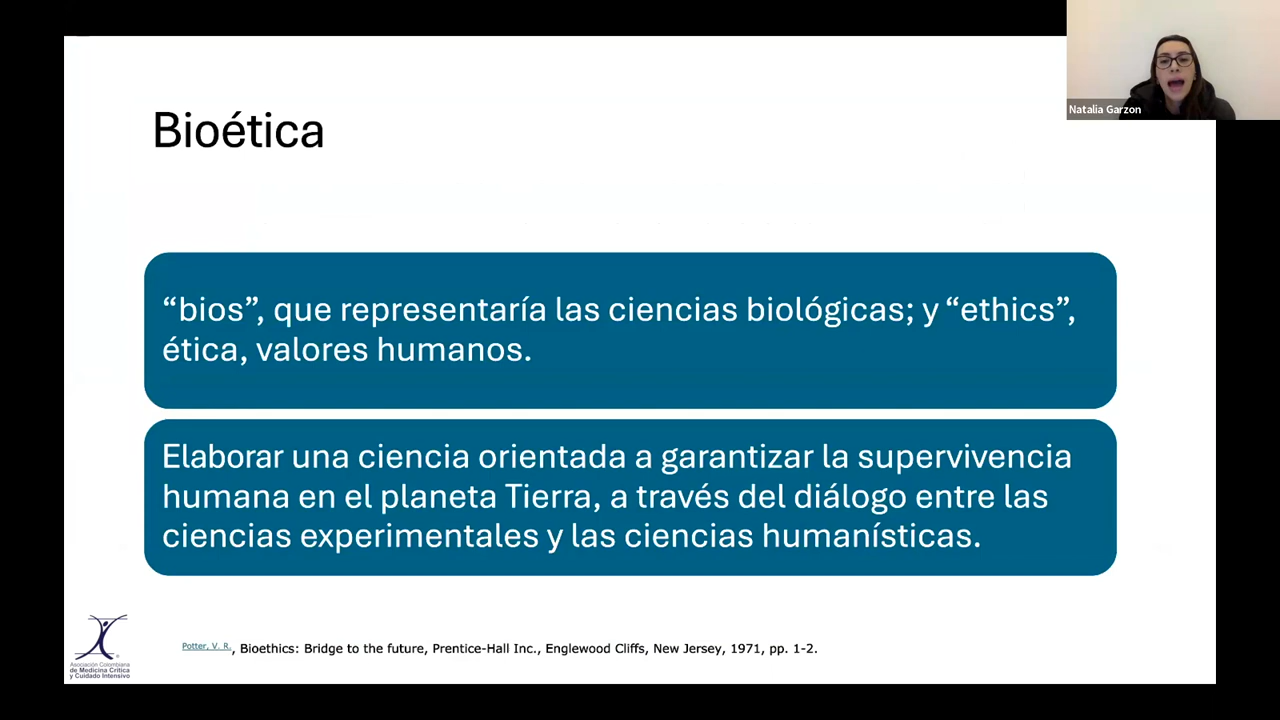 Natalia Garzon
Bioética
“bios”, que representaría las ciencias biológicas; y “ethics”,
ética, valores humanos.
Elaborar una ciencia orientada a garantizar la supervivencia
humana en el planeta Tierra, a través del diálogo entre las
ciencias experimentales y las ciencias humanísticas.
Asociación Colombiana
de Medicina Crítica
y Cuidado Intensivo
Potter, V. R., Bioethics: Bridge to the future, Prentice-Hall Inc., Englewood Cliffs, New Jersey, 1971, pp. 1-2.